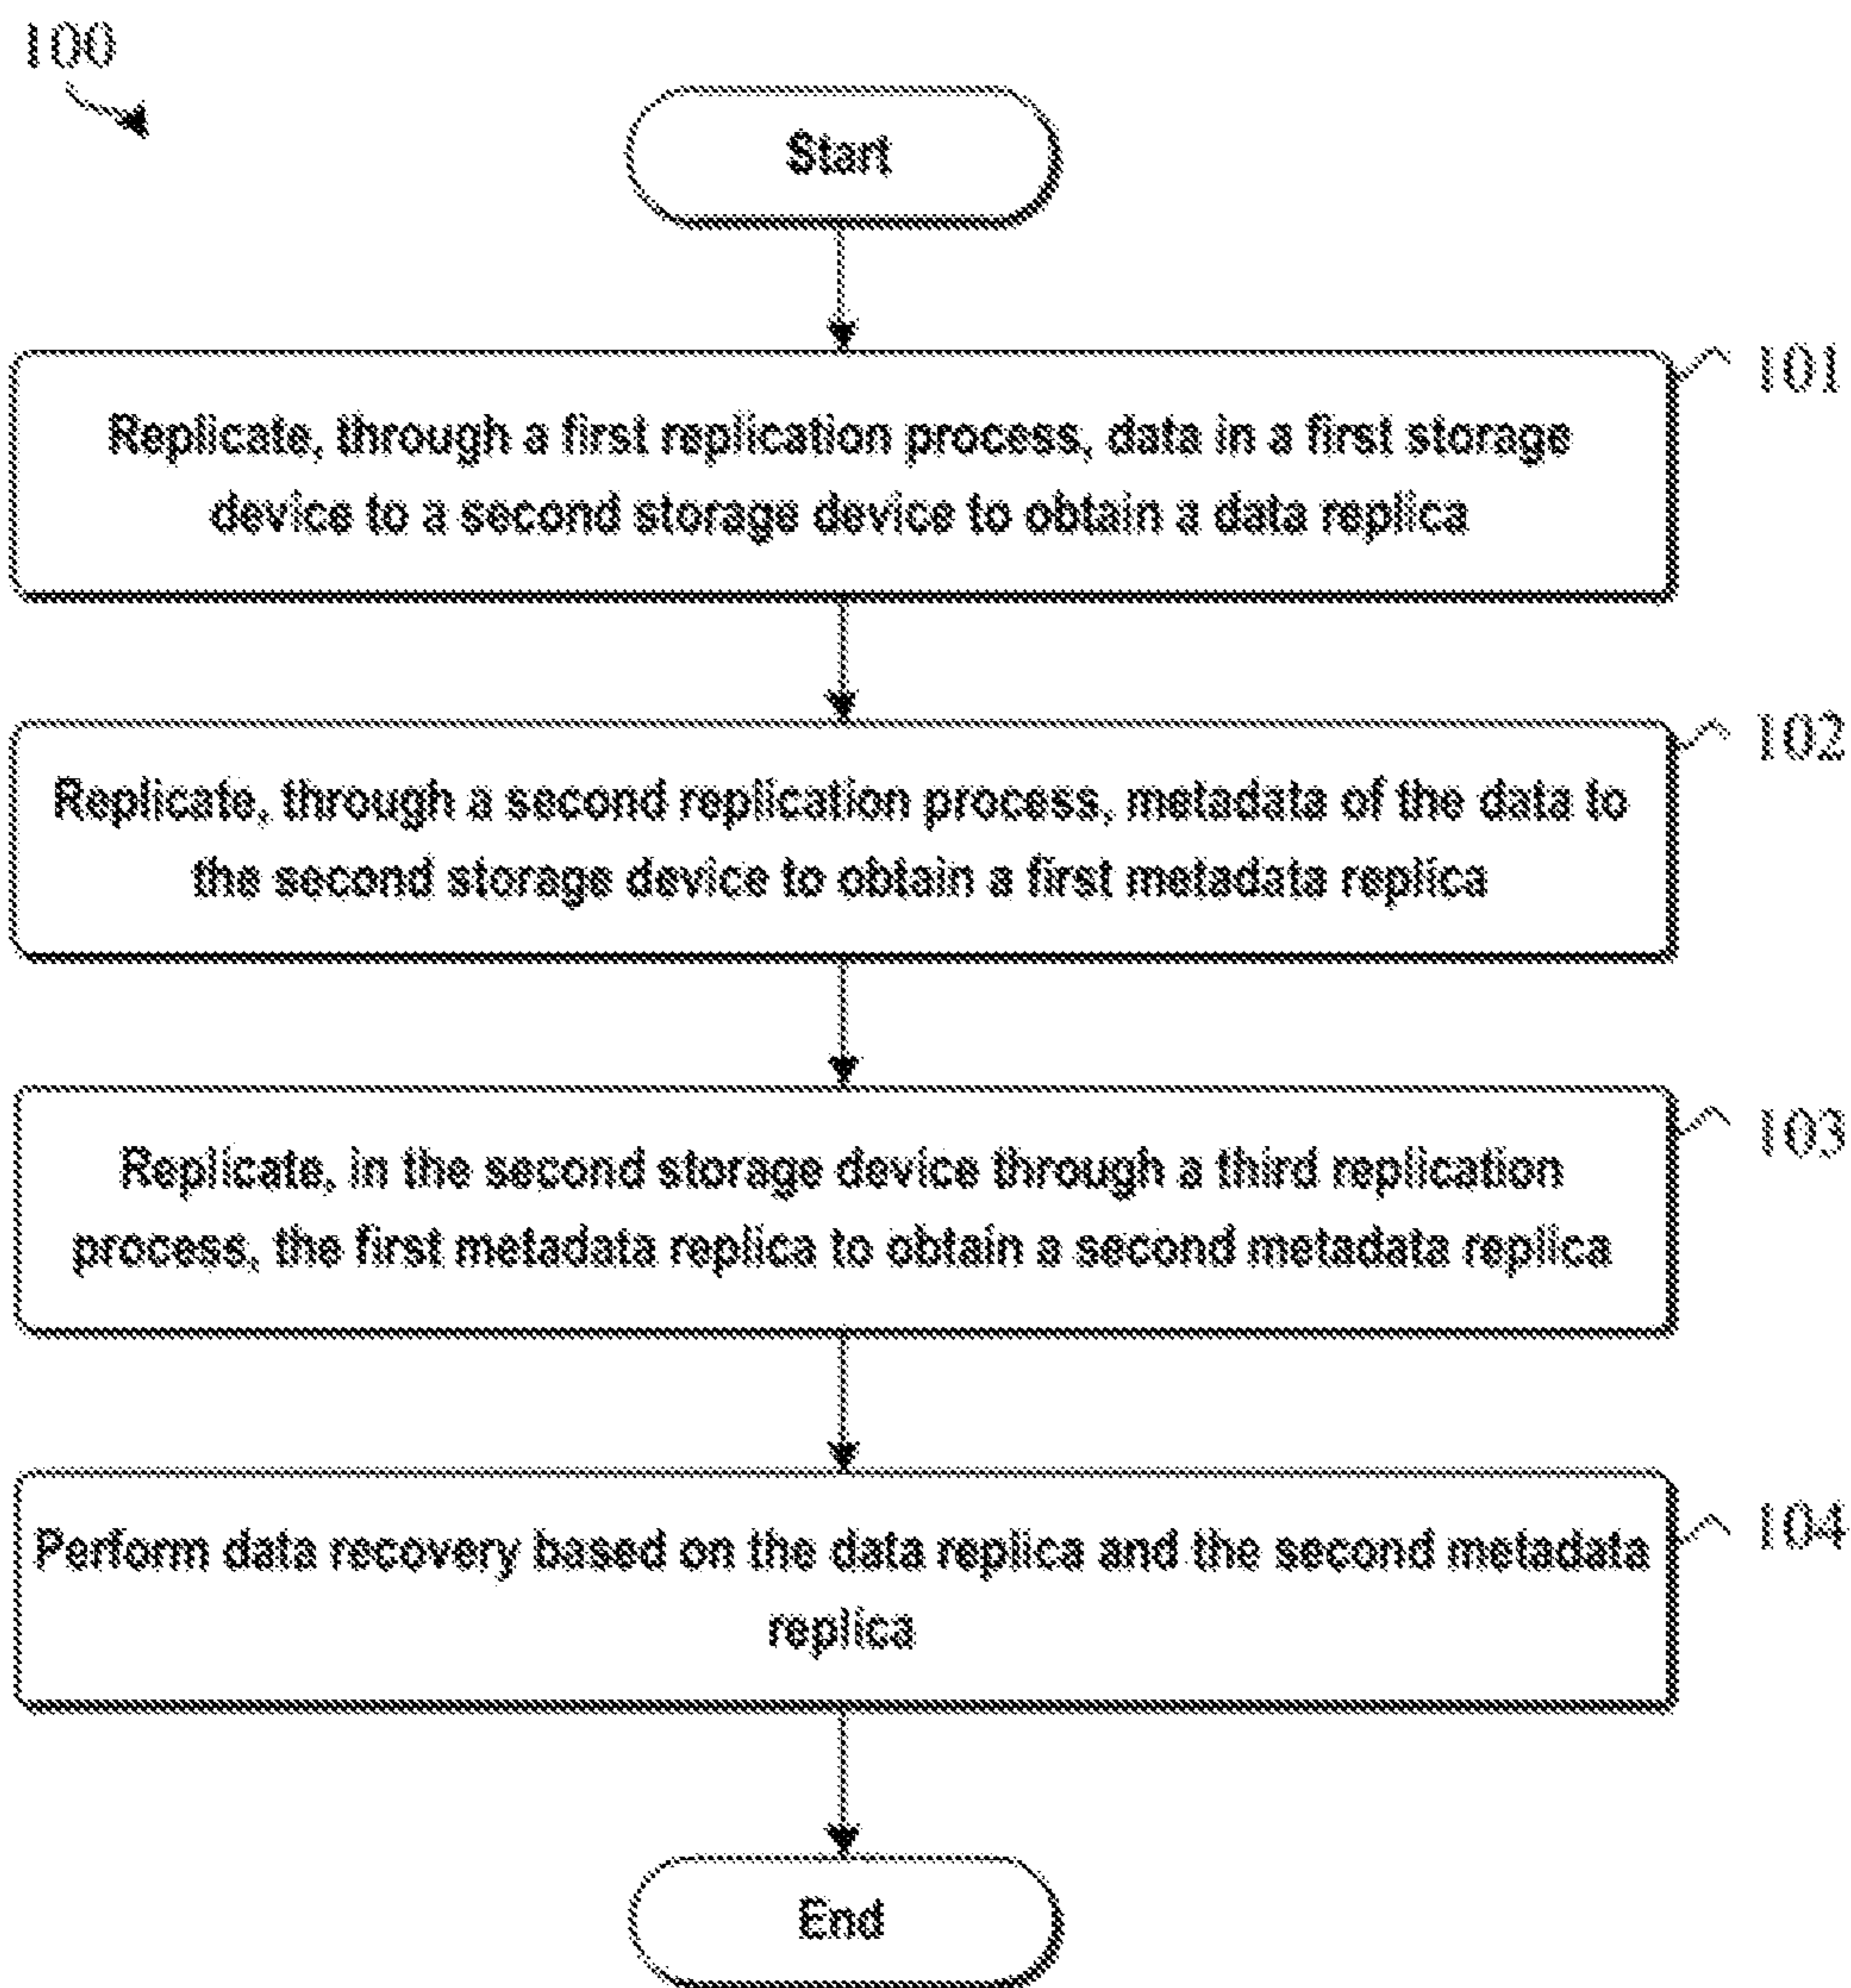 100
Start
101
Replicate, through a first replication process, data in a first storage
device to a second storage device to obtain a data replica
102
Replicate, through a second replication process, metadata of the data to
the second storage device to obtain a first metadata replica
103
Replicate, in the second storage device through a third replication
process, the first metadata replica to obtain a second metadata replica
104
Perform data recovery based on the data replica and the second metadata
replica
End